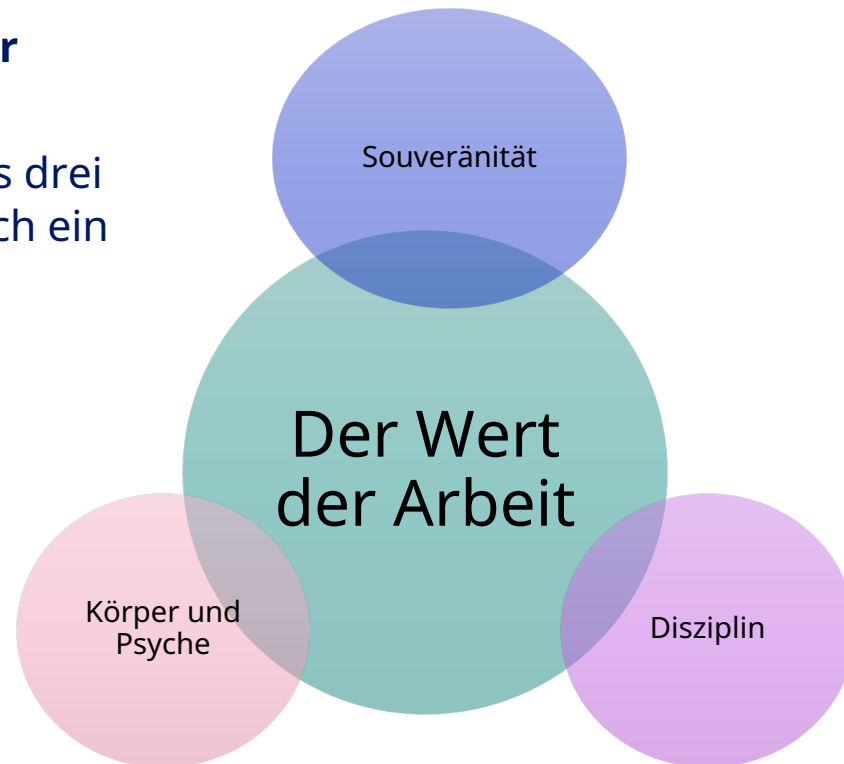 r
s drei
ch ein
Souveränität
Der Wert
der Arbeit
Körper und
Psyche
Disziplin